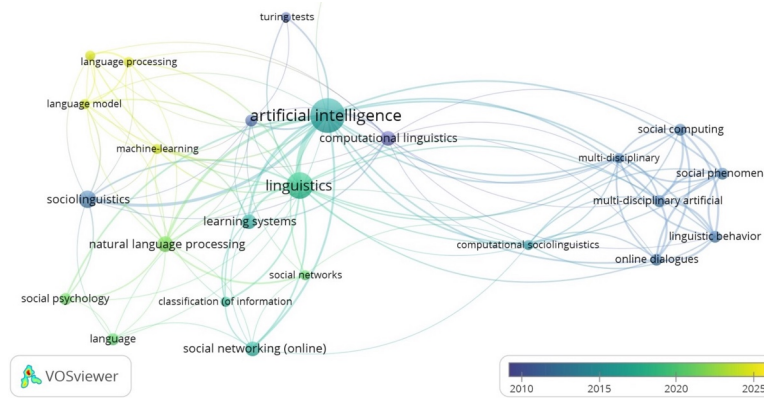 turing tests
language processing
language model
artificial intelligence
computational linguistics
social computing
machine-learning
multi-disciplinary
social phenomen
linguistics
sociolinguistics
multi-disciplinary artificial
learning systems
linguistic behavior
natural language processing
computational sociolinguistics
online dialogues
social networks
social psychology
classification (of information
language
social networking (online)
VOSviewer
2010 2015 2020 2025